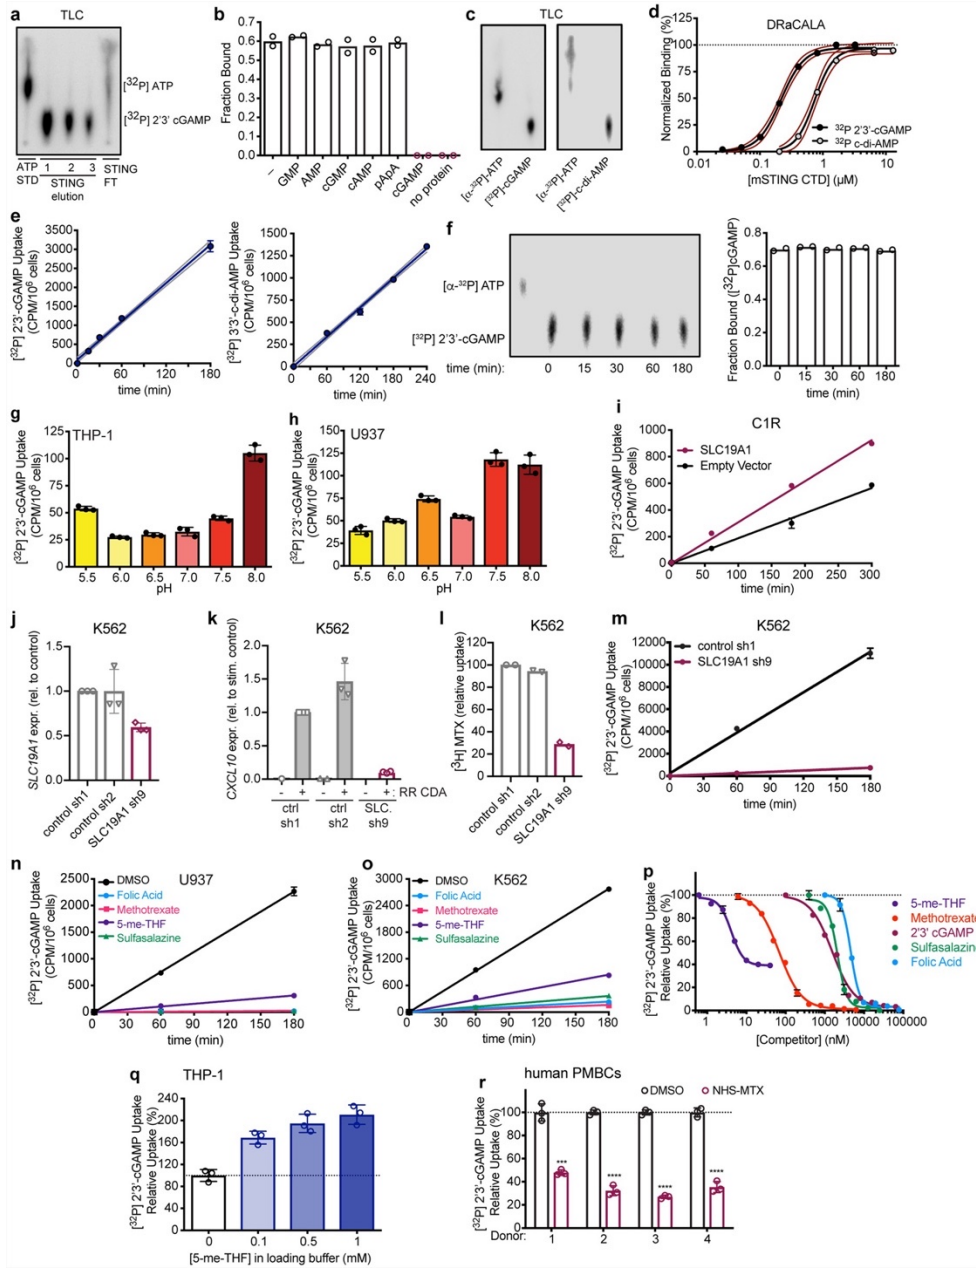 a
TLC
[32P] ATP
[32P] 2'3' cGAMP
ATP STD
1 2 3
STING elution
STING FT
b
Fraction Bound
0.7
0.6
0.5
0.4
0.3
0.2
0.1
0.0
–
GMP
AMP
cGMP
cAMP
pApA
cGAMP
no protein
c
TLC
[α-32P]-ATP
[32P]-cGAMP
[α-32P]-ATP
[32P]-c-di-AMP
d
DRaCALA
Normalized Binding (%)
125
100
75
50
25
0
0.01 0.1 1 10
[mSTING CTD] (µM)
32P 2'3'-cGAMP
32P c-di-AMP
e
[32P] 2'3'-cGAMP Uptake
(CPM/10^6 cells)
3500
3000
2500
2000
1500
1000
500
0
0 60 120 180
time (min)
[32P] 3'3'-c-di-AMP Uptake
(CPM/10^6 cells)
1500
1250
1000
750
500
250
0
0 60 120 180 240
time (min)
f
[α-32P] ATP
[32P] 2'3'-cGAMP
time (min): 0 15 30 60 180
Fraction Bound ([32P]cGAMP)
0.8
0.6
0.4
0.2
0.0
0 15 30 60 180
time (min)
g
THP-1
[32P] 2'3'-cGAMP Uptake
(CPM/10^6 cells)
125
100
75
50
25
0
5.5 6.0 6.5 7.0 7.5 8.0
pH
h
U937
[32P] 2'3'-cGAMP Uptake
(CPM/10^6 cells)
150
125
100
75
50
25
0
5.5 6.0 6.5 7.0 7.5 8.0
pH
i
C1R
[32P] 2'3'-cGAMP Uptake
(CPM/10^6 cells)
1000
800
600
400
200
0
SLC19A1
Empty Vector
0 50 100 150 200 250 300
time (min)
j
K562
SLC19A1 expr. (rel. to control)
1.5
1.0
0.5
0.0
control sh1
control sh2
SLC19A1 sh9
k
K562
CXCL10 expr. (rel. to stim. control)
2.0
1.5
1.0
0.5
0.0
- + - + - + : RR CDA
ctrl sh1
ctrl sh2
SLC. sh9
l
K562
[3H] MTX (relative uptake)
120
100
80
60
40
20
0
control sh1
control sh2
SLC19A1 sh9
m
K562
[32P] 2'3'-cGAMP Uptake
(CPM/10^6 cells)
12000
10000
8000
6000
4000
2000
0
control sh1
SLC19A1 sh9
0 60 120 180
time (min)
n
U937
[32P] 2'3'-cGAMP Uptake
(CPM/10^6 cells)
2500
2000
1500
1000
500
0
DMSO
Folic Acid
Methotrexate
5-me-THF
Sulfasalazine
0 30 60 90 120 150 180
time (min)
o
K562
[32P] 2'3'-cGAMP Uptake
(CPM/10^6 cells)
3000
2400
1800
1200
600
0
DMSO
Folic Acid
Methotrexate
5-me-THF
Sulfasalazine
0 30 60 90 120 150 180
time (min)
p
[32P] 2'3'-cGAMP Uptake
Relative Uptake (%)
100
80
60
40
20
0
1 10 100 1000 10000 100000
[Competitor] (nM)
5-me-THF
Methotrexate
2'3' cGAMP
Sulfasalazine
Folic Acid
q
THP-1
[32P] 2'3'-cGAMP Uptake
Relative Uptake (%)
240
200
160
120
80
40
0
0 0.1 0.5 1
[5-me-THF] in loading buffer (mM)
r
human PMBCs
DMSO
NHS-MTX
[32P] 2'3'-cGAMP Uptake
Relative Uptake (%)
120
100
80
60
40
20
0
*** **** **** ****
Donor: 1 2 3 4